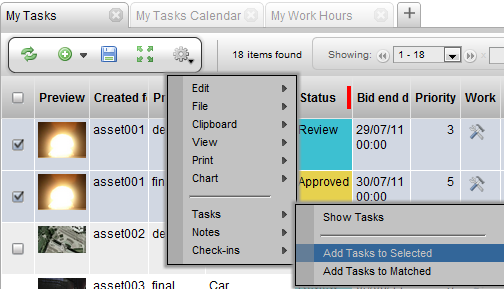 My Tasks
My Tasks Calendar
My Work Hours
+
18 items found
Showing:
1 - 18
Preview
Created fo
Pr
Status
Bid end d
Priority
Work
Edit
File
Clipboard
View
Print
Chart
Tasks
Notes
Check-ins
asset001
de
Review
29/07/11
00:00
3
asset001
fina
Approved
30/07/11
00:00
5
Show Tasks
Add Tasks to Selected
Add Tasks to Matched
asset002
de
asset003
final
Car